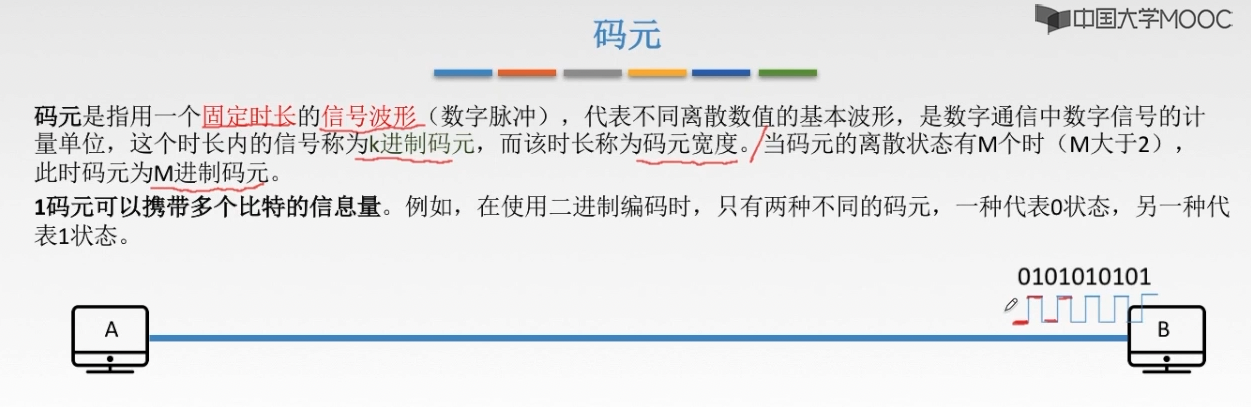 中国大学MOOC
码元
码元是指用一个固定时长的信号波形（数字脉冲），代表不同离散数值的基本波形，是数字通信中数字信号的计
量单位，这个时长内的信号称为k进制码元，而该时长称为码元宽度。当码元的离散状态有M个时（M大于2），
此时码元为M进制码元。
1码元可以携带多个比特的信息量。例如，在使用二进制编码时，只有两种不同的码元，一种代表0状态，另一种代
表1状态。
0101010101
A
B